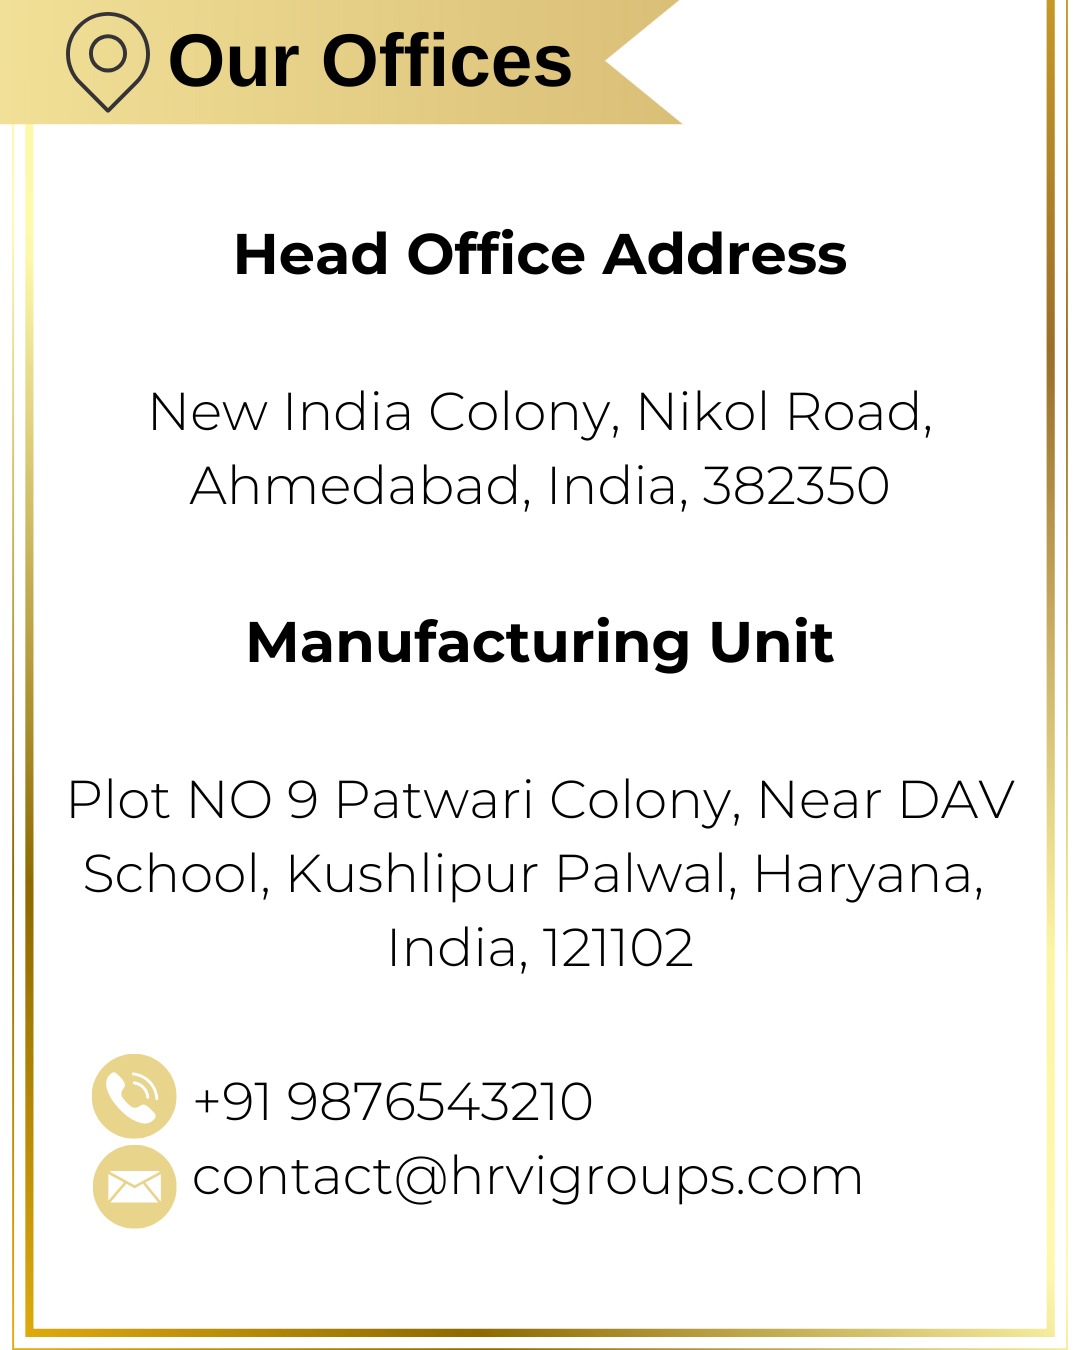 Our Offices
Head Office Address
New India Colony, Nikol Road,
Ahmedabad, India, 382350
Manufacturing Unit
Plot NO 9 Patwari Colony, Near DAV
School, Kushlipur Palwal, Haryana,
India, 121102
+91 9876543210
contact@hrvigroups.com